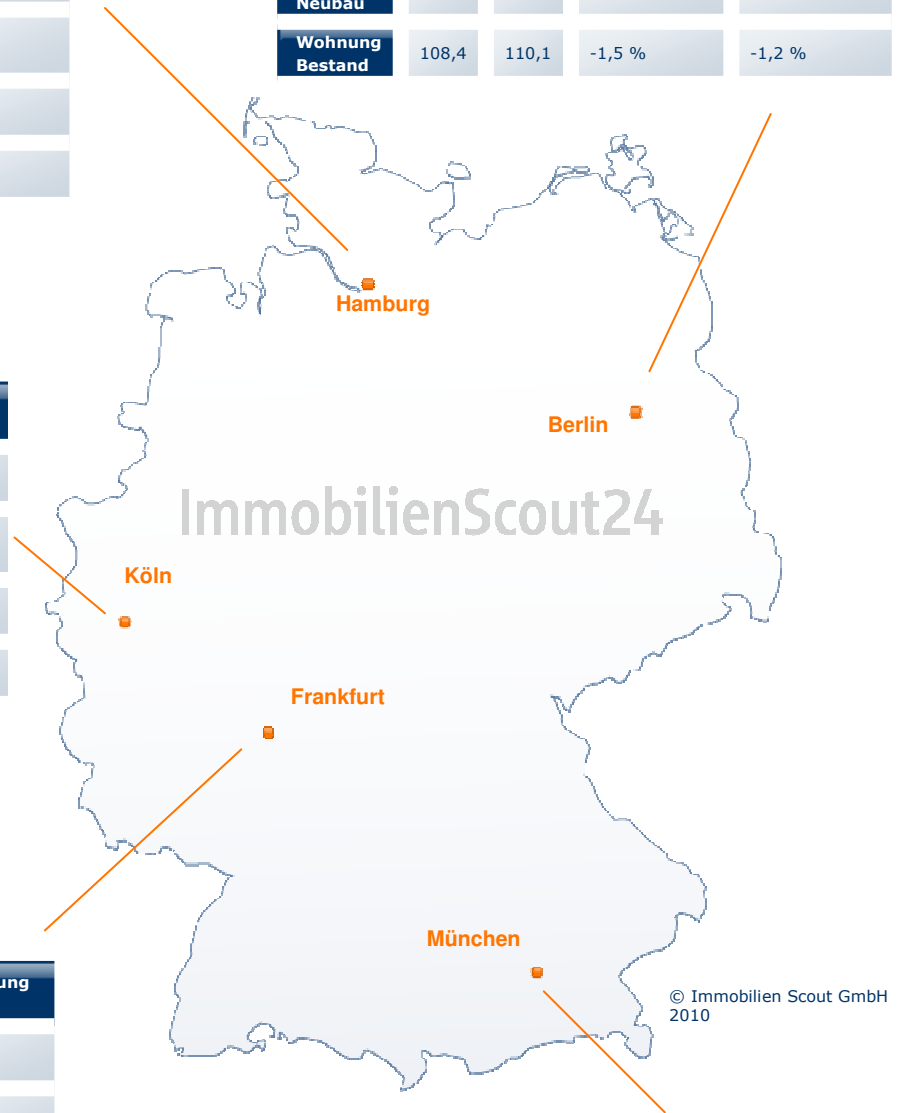 Neubau
Wohnung
Bestand
108,4 110,1 -1,5 % -1,2 %
Hamburg
Berlin
ImmobilienScout24
Köln
Frankfurt
München
ung
© Immobilien Scout GmbH
2010